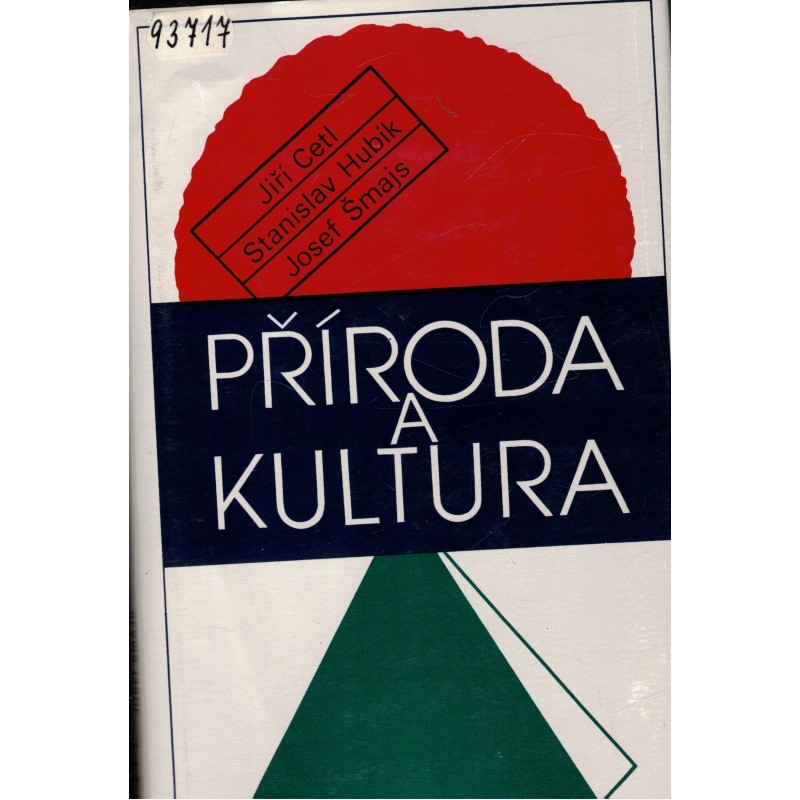 93717
Jiří Cetl
Stanislav Hubík
Josef Šmajs
PŘÍRODA
A
KULTURA